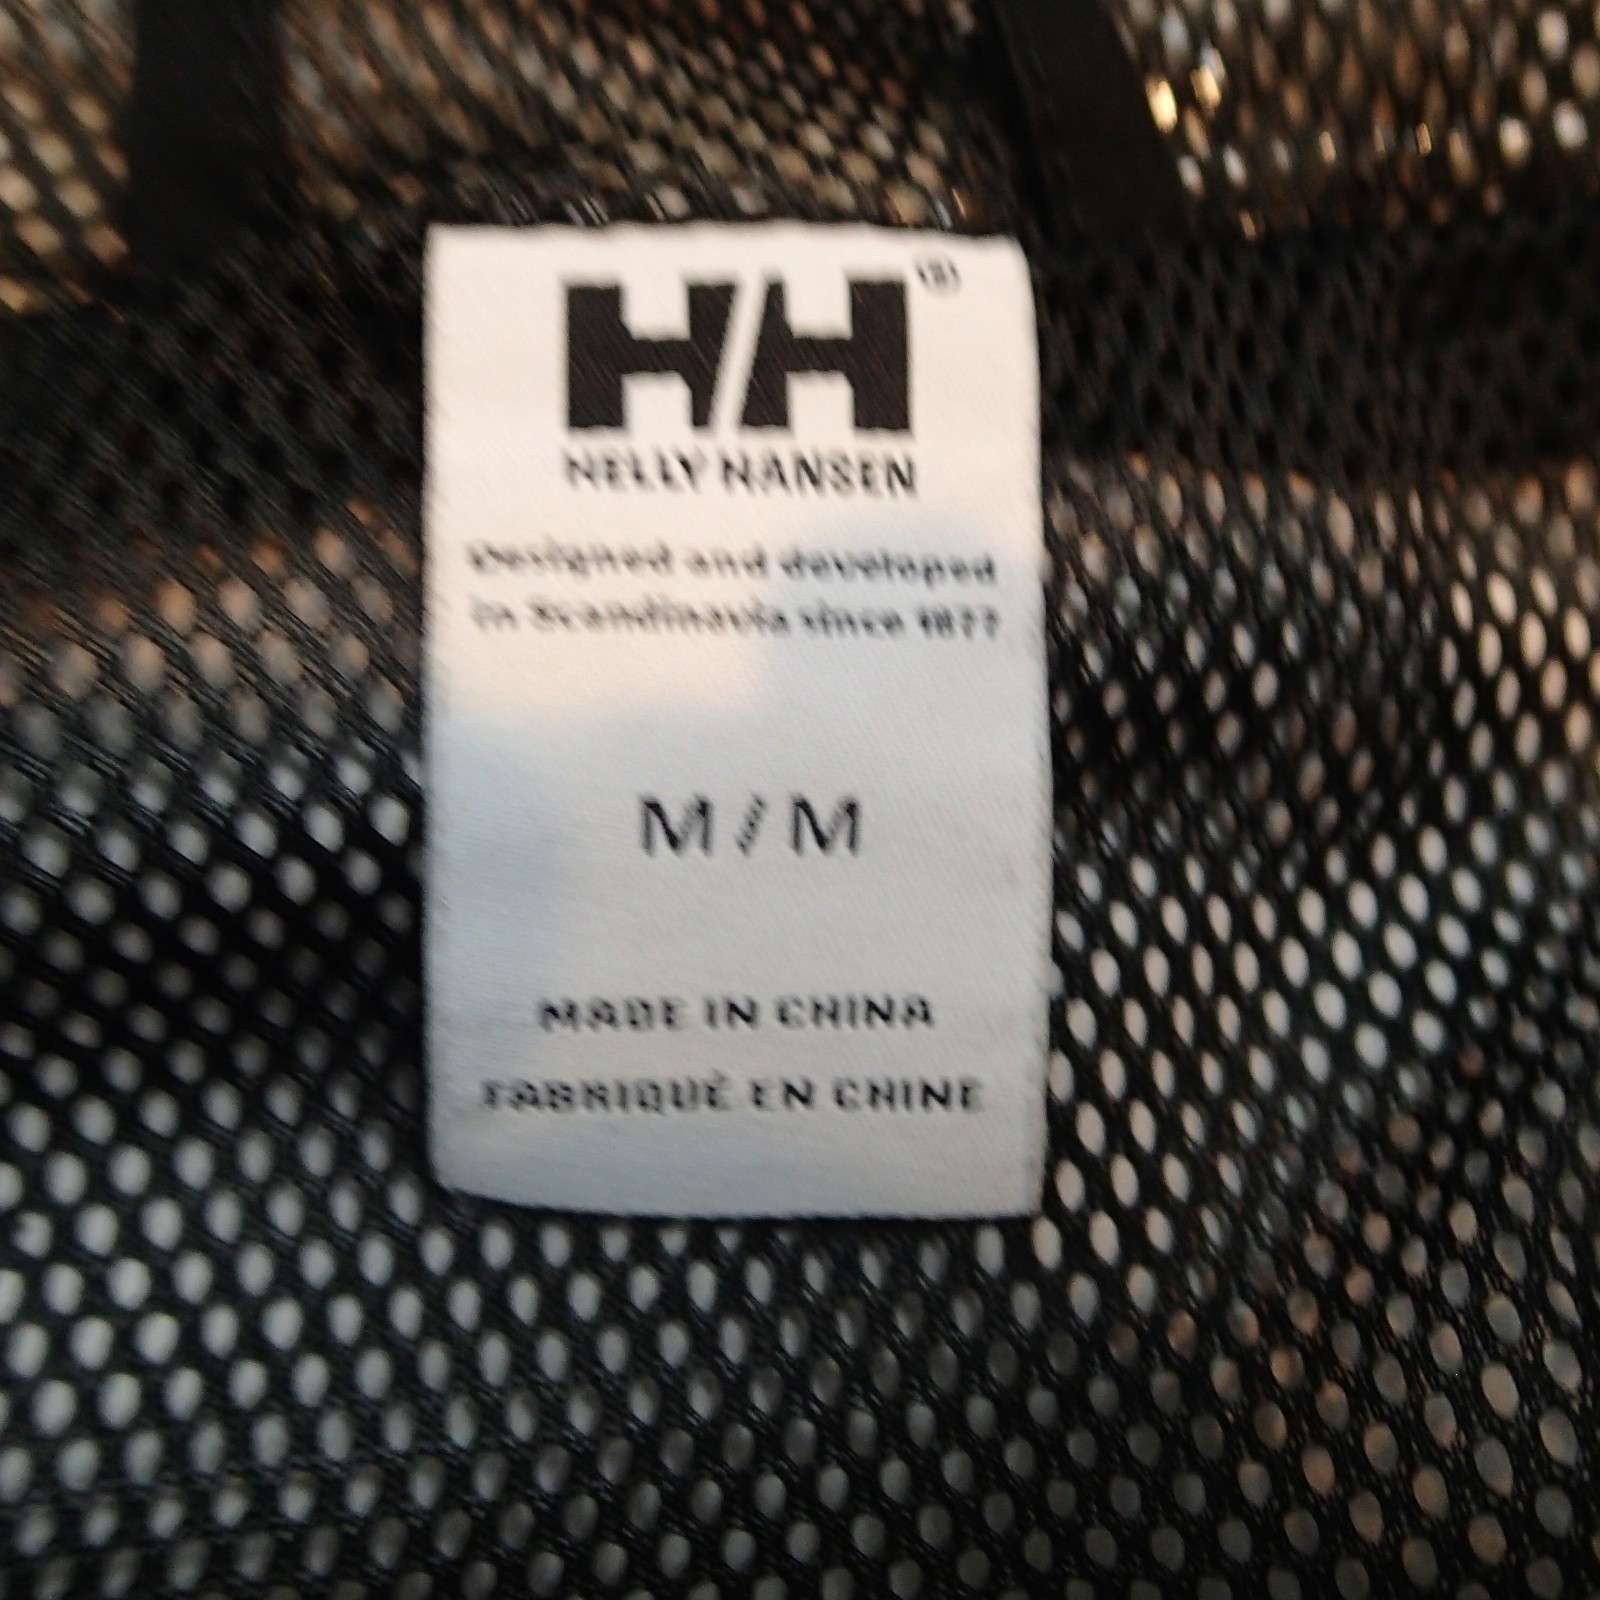 HH®
HELLY HANSEN
Designed and developed
in Scandinavia since 1877
M / M
MADE IN CHINA
FABRIQUÉ EN CHINE